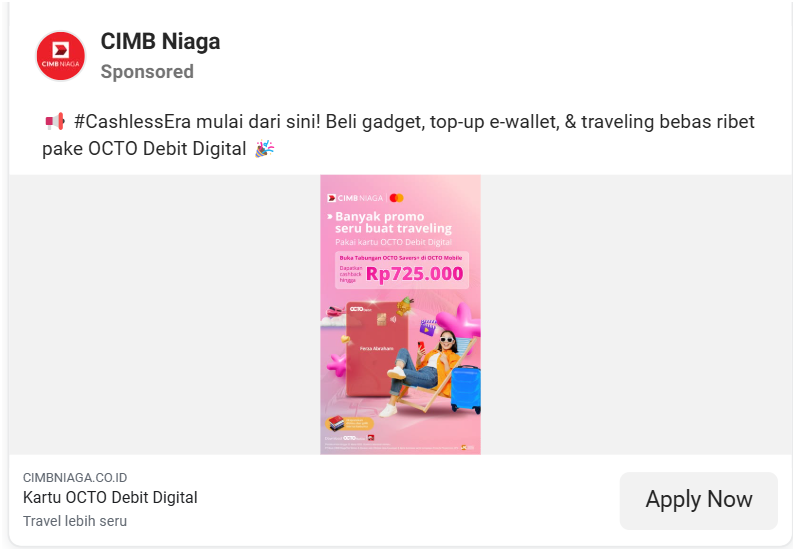 CIMB Niaga
CIMB NIAGA
Sponsored
#CashlessEra mulai dari sini! Beli gadget, top-up e-wallet, & traveling bebas ribet
pake OCTO Debit Digital
CIMB NIAGA
Banyak promo
seru buat traveling
Pakai kartu OCTO Debit Digital
Buka Tabungan OCTO Savers+ di OCTO Mobile
Dapatkan
cashback
hingga
Rp725.000
OCTO
CIMBNIAGA.CO.ID
Kartu OCTO Debit Digital
Travel lebih seru
Apply Now